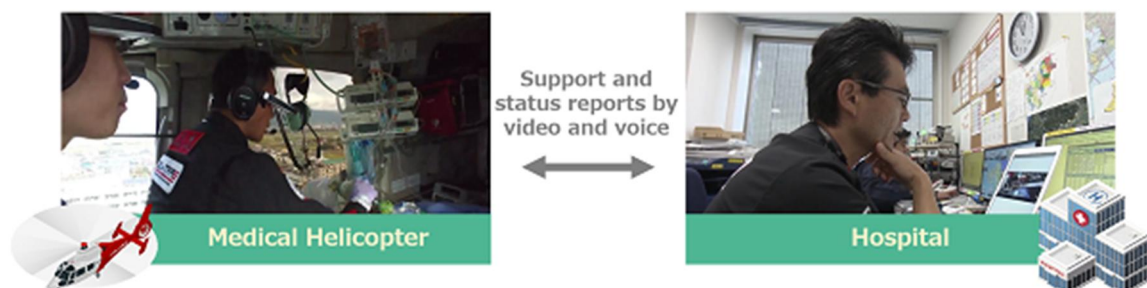 Support and
status reports by
video and voice
Medical Helicopter
Hospital